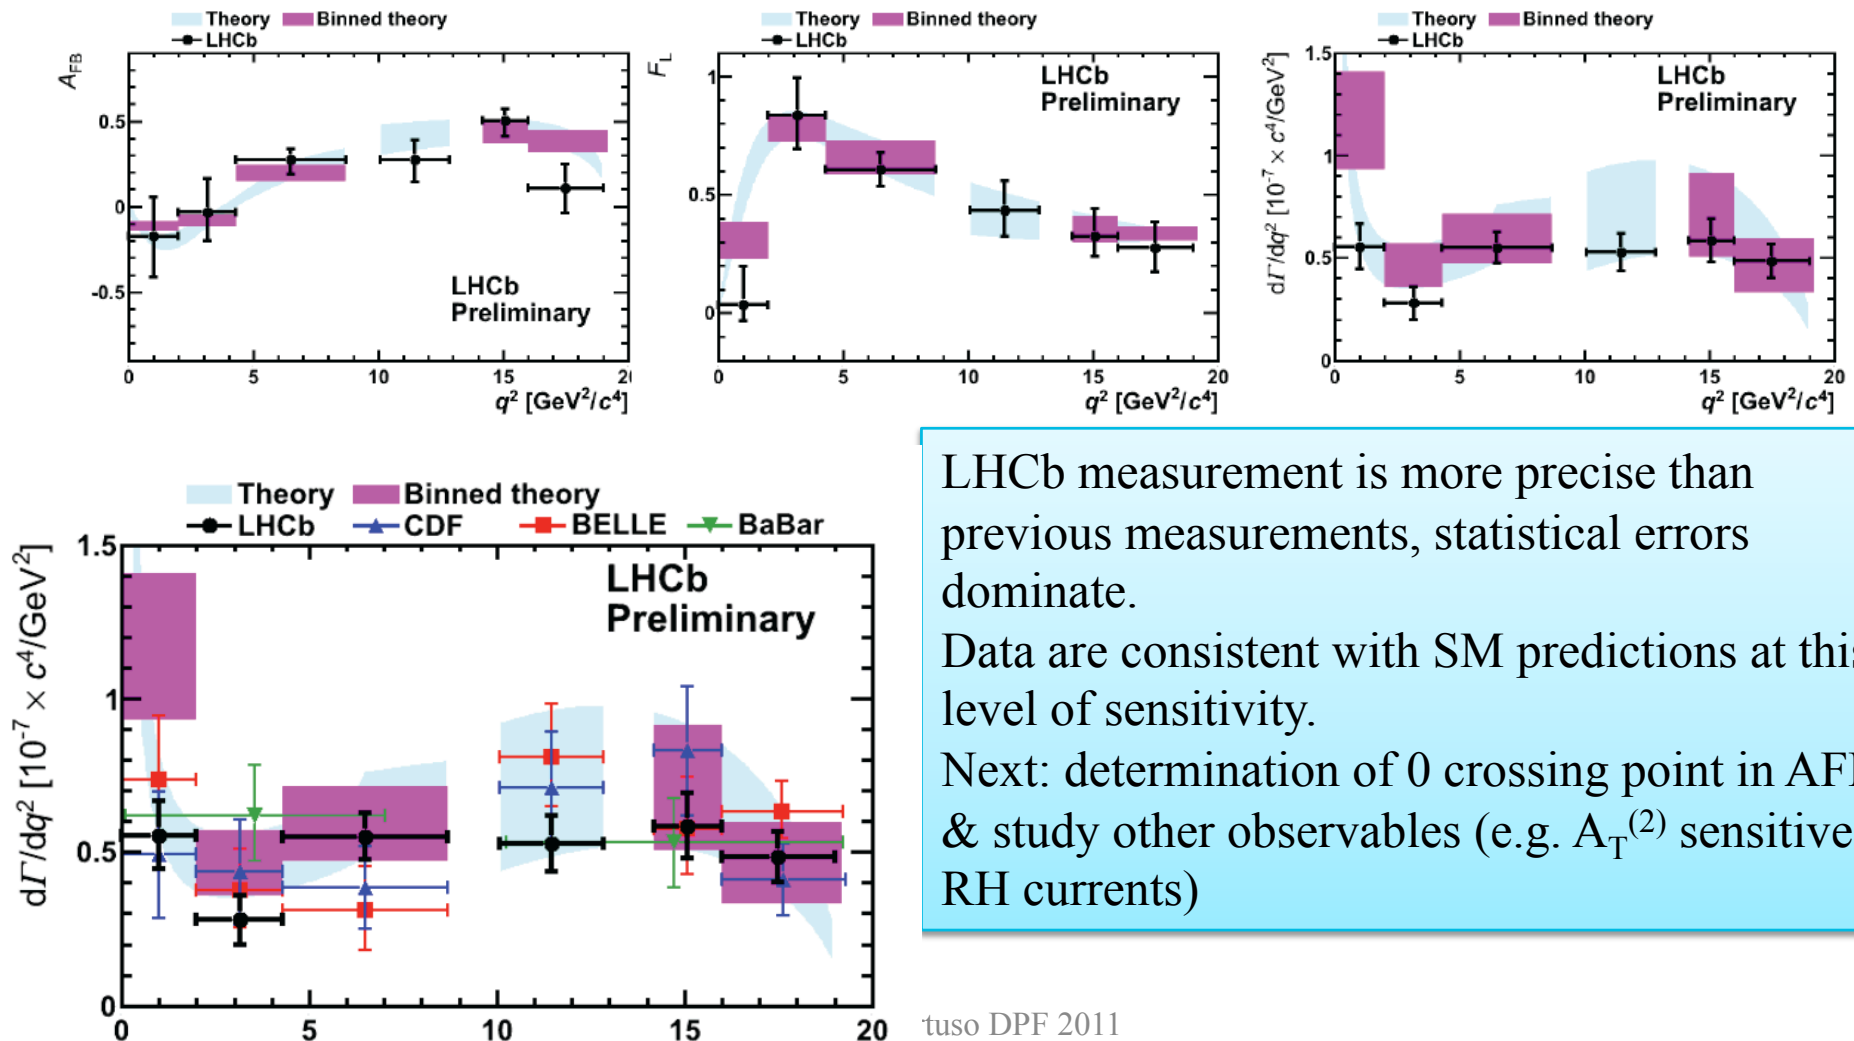 Theory Binned theory
LHCb
A_FB
LHCb
Preliminary
0.5
0
-0.5
0 5 10 15 2
q² [GeV²/c⁴]
Theory Binned theory
LHCb
F_L
LHCb
Preliminary
1
0.5
0
0 5 10 15 20
q² [GeV²/c⁴]
Theory Binned theory
LHCb
dΓ/dq² [10⁻⁷ × c⁴/GeV²]
LHCb
Preliminary
1.5
1
0.5
0
0 5 10 15 20
q² [GeV²/c⁴]
Theory Binned theory
LHCb CDF BELLE BaBar
dΓ/dq² [10⁻⁷ × c⁴/GeV²]
LHCb
Preliminary
1.5
1
0.5
0
0 5 10 15 20
LHCb measurement is more precise than
previous measurements, statistical errors
dominate.
Data are consistent with SM predictions at this
level of sensitivity.
Next: determination of 0 crossing point in
& study other observables (e.g. A_T⁽²⁾ sensitive
RH currents)
tuso DPF 2011